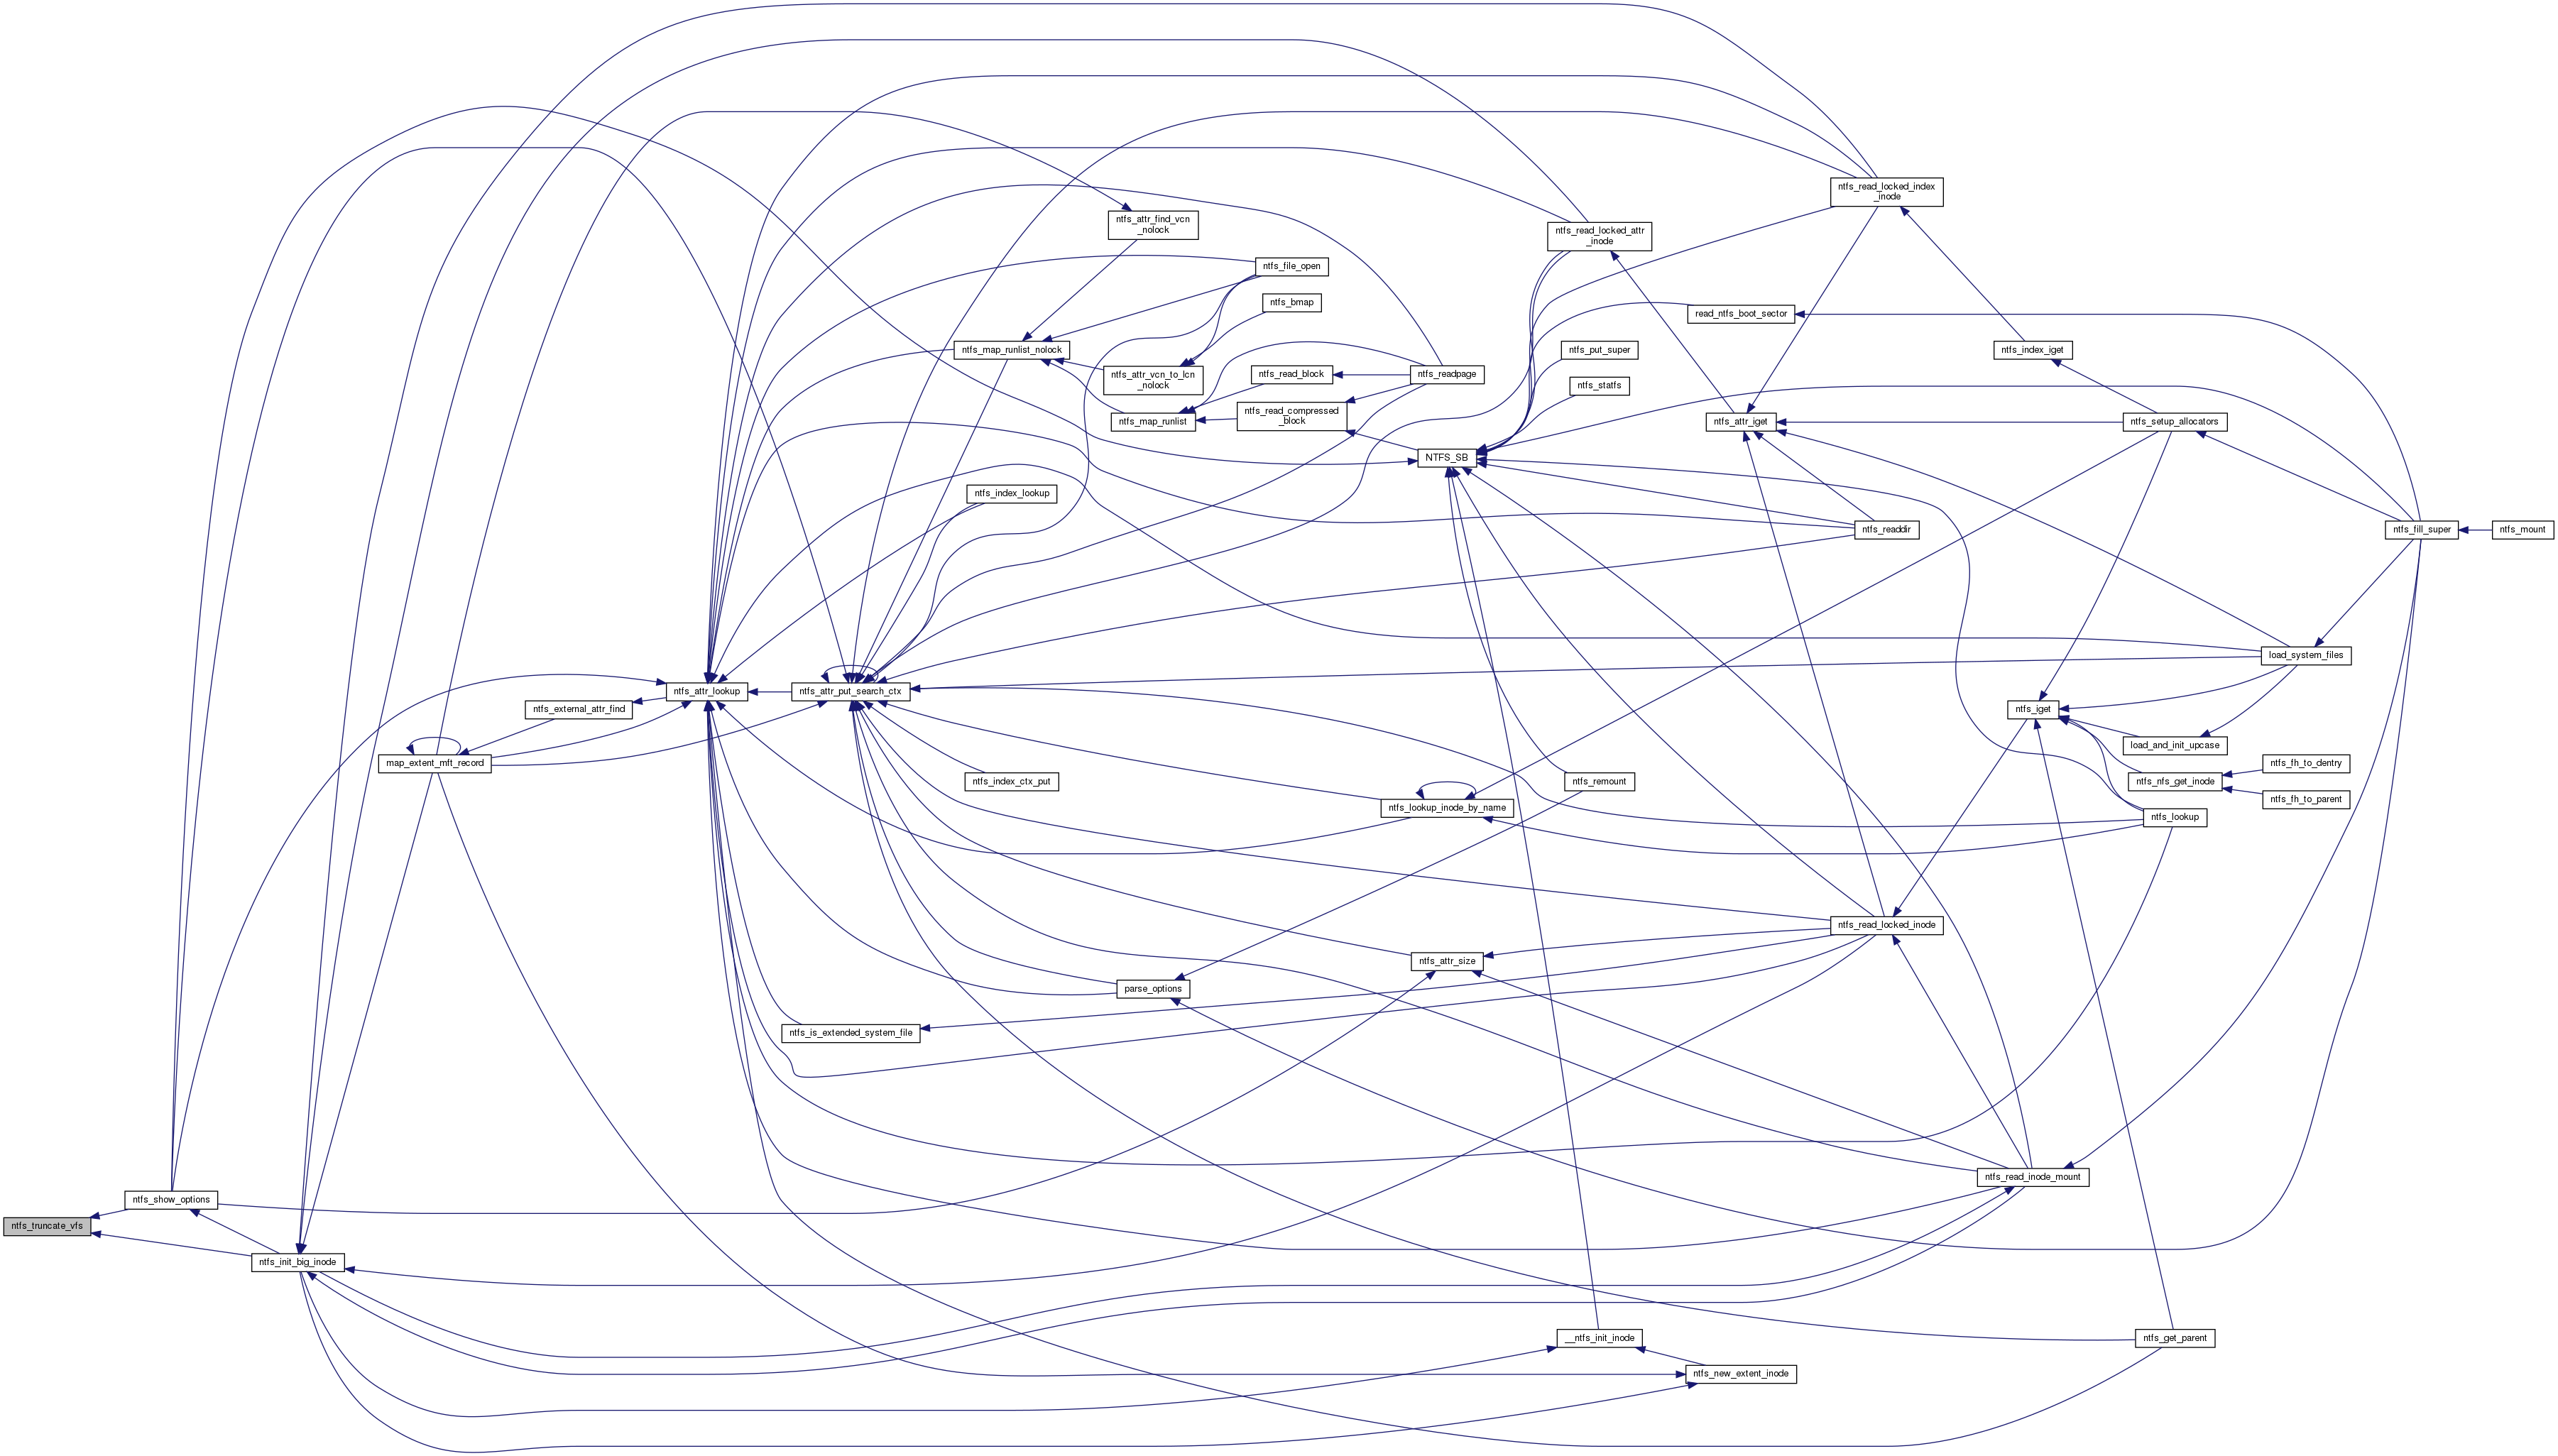 ntfs_read_locked_index
_inode
ntfs_attr_find_vcn
_nolock
ntfs_read_locked_attr
_inode
ntfs_file_open
ntfs_bmap
read_ntfs_boot_sector
ntfs_map_runlist_nolock
ntfs_put_super
ntfs_index_iget
ntfs_attr_vcn_to_lcn
_nolock
ntfs_read_block
ntfs_readpage
ntfs_statfs
ntfs_map_runlist
ntfs_read_compressed
_block
ntfs_attr_iget
ntfs_setup_allocators
NTFS_SB
ntfs_index_lookup
ntfs_readdir
ntfs_fill_super
ntfs_mount
load_system_files
ntfs_attr_lookup
ntfs_attr_put_search_ctx
ntfs_external_attr_find
ntfs_iget
load_and_init_upcase
map_extent_mft_record
ntfs_fh_to_dentry
ntfs_index_ctx_put
ntfs_remount
ntfs_nfs_get_inode
ntfs_fh_to_parent
ntfs_lookup_inode_by_name
ntfs_lookup
ntfs_read_locked_inode
ntfs_attr_size
parse_options
ntfs_is_extended_system_file
ntfs_read_inode_mount
ntfs_show_options
ntfs_truncate_vfs
ntfs_init_big_inode
__ntfs_init_inode
ntfs_get_parent
ntfs_new_extent_inode